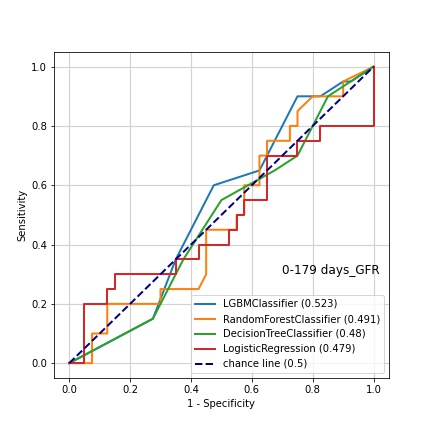 1.0
0.8
0.6
0.4
0.2
0.0
Sensitivity
0-179 days_GFR
LGBMClassifier (0.523)
RandomForestClassifier (0.491)
DecisionTreeClassifier (0.48)
LogisticRegression (0.479)
chance line (0.5)
0.0 0.2 0.4 0.6 0.8 1.0
1 - Specificity